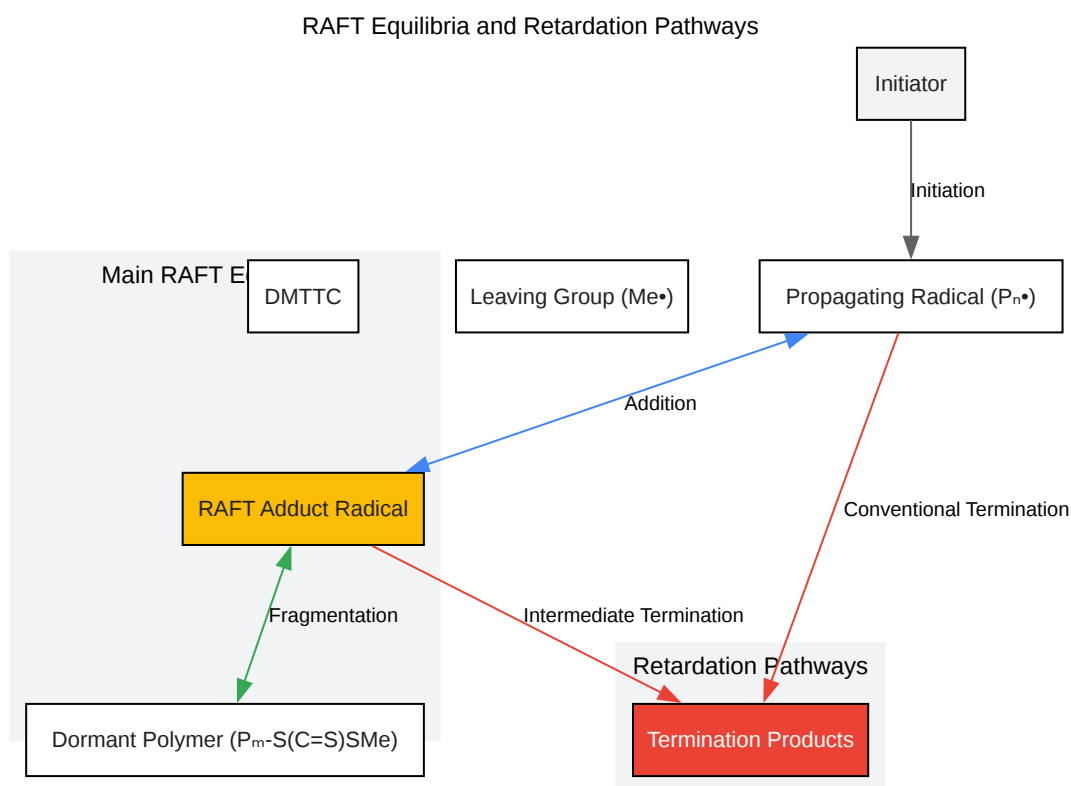 RAFT Equilibria and Retardation Pathways
Initiator
Initiation
Main RAFT E
DMTTC
Leaving Group (Me•)
Propagating Radical (Pₙ•)
Addition
RAFT Adduct Radical
Conventional Termination
Fragmentation
Intermediate Termination
Retardation Pathways
Dormant Polymer (Pₘ-S(C=S)SMe)
Termination Products